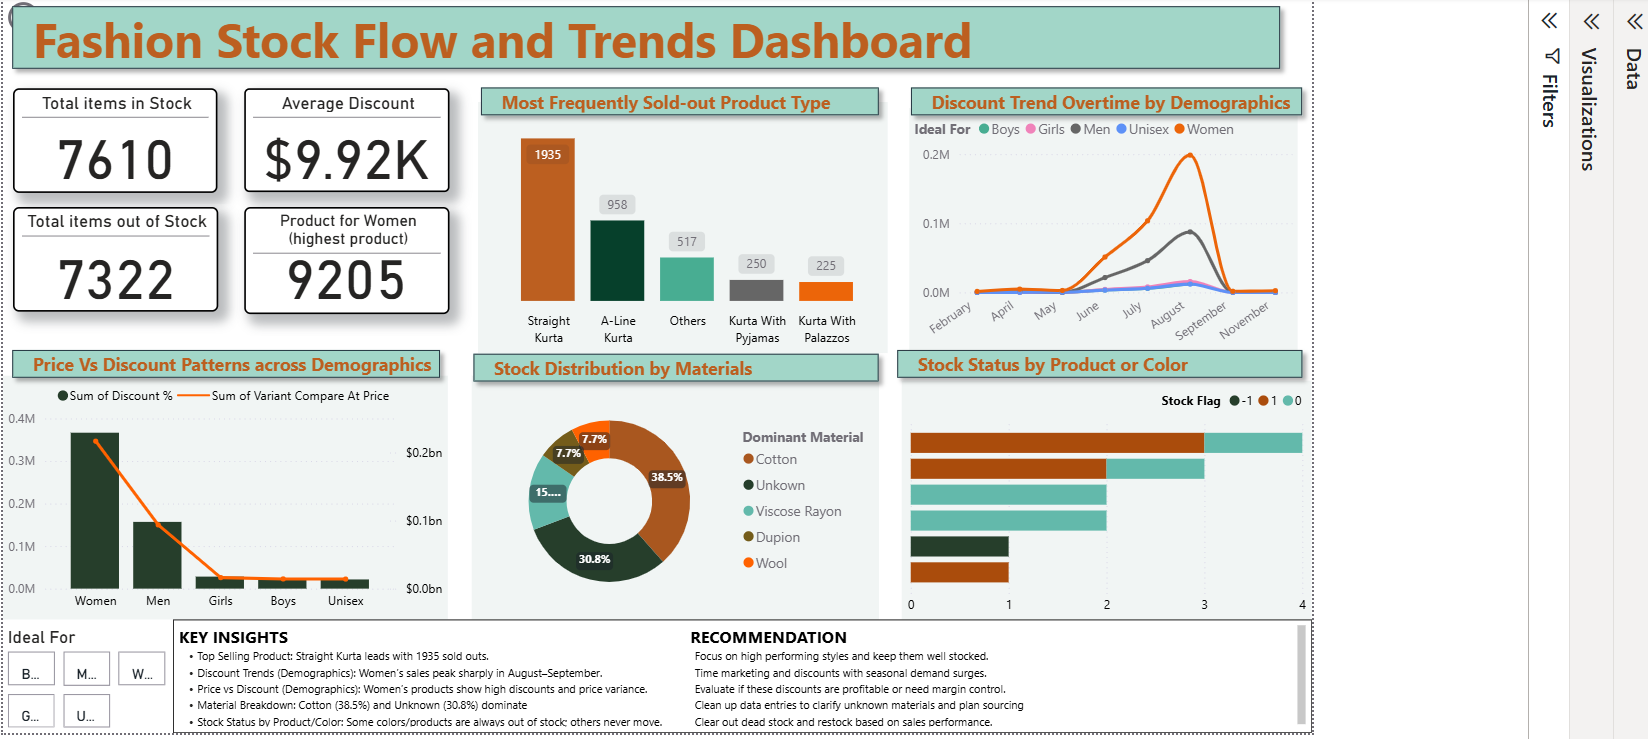 Fashion Stock Flow and Trends Dashboard
Total items in Stock
7610
Average Discount
$9.92K
Total items out of Stock
7322
Product for Women
(highest product)
9205
Most Frequently Sold-out Product Type
1935
958
517
250
225
Straight
Kurta
A-Line
Kurta
Others
Kurta With
Pyjamas
Kurta With
Palazzos
Discount Trend Overtime by Demographics
Ideal For Boys Girls Men Unisex Women
0.2M
0.1M
0.0M
February April May June July August September November
Price Vs Discount Patterns across Demographics
Sum of Discount % Sum of Variant Compare At Price
0.4M
0.3M
0.2M
0.1M
0.0M
$0.2bn
$0.1bn
$0.0bn
Women Men Girls Boys Unisex
Stock Distribution by Materials
7.7%
7.7%
15....
38.5%
30.8%
Dominant Material
Cotton
Unkown
Viscose Rayon
Dupion
Wool
Stock Status by Product or Color
Stock Flag -1 1 0
0 1 2 3 4
Ideal For
B... M... W...
G... U...
KEY INSIGHTS
• Top Selling Product: Straight Kurta leads with 1935 sold outs.
• Discount Trends (Demographics): Women's sales peak sharply in August–September.
• Price vs Discount (Demographics): Women's products show high discounts and price variance.
• Material Breakdown: Cotton (38.5%) and Unknown (30.8%) dominate
• Stock Status by Product/Color: Some colors/products are always out of stock; others never move.
RECOMMENDATION
Focus on high performing styles and keep them well stocked.
Time marketing and discounts with seasonal demand surges.
Evaluate if these discounts are profitable or need margin control.
Clean up data entries to clarify unknown materials and plan sourcing
Clear out dead stock and restock based on sales performance.
Filters
Visualizations
Data